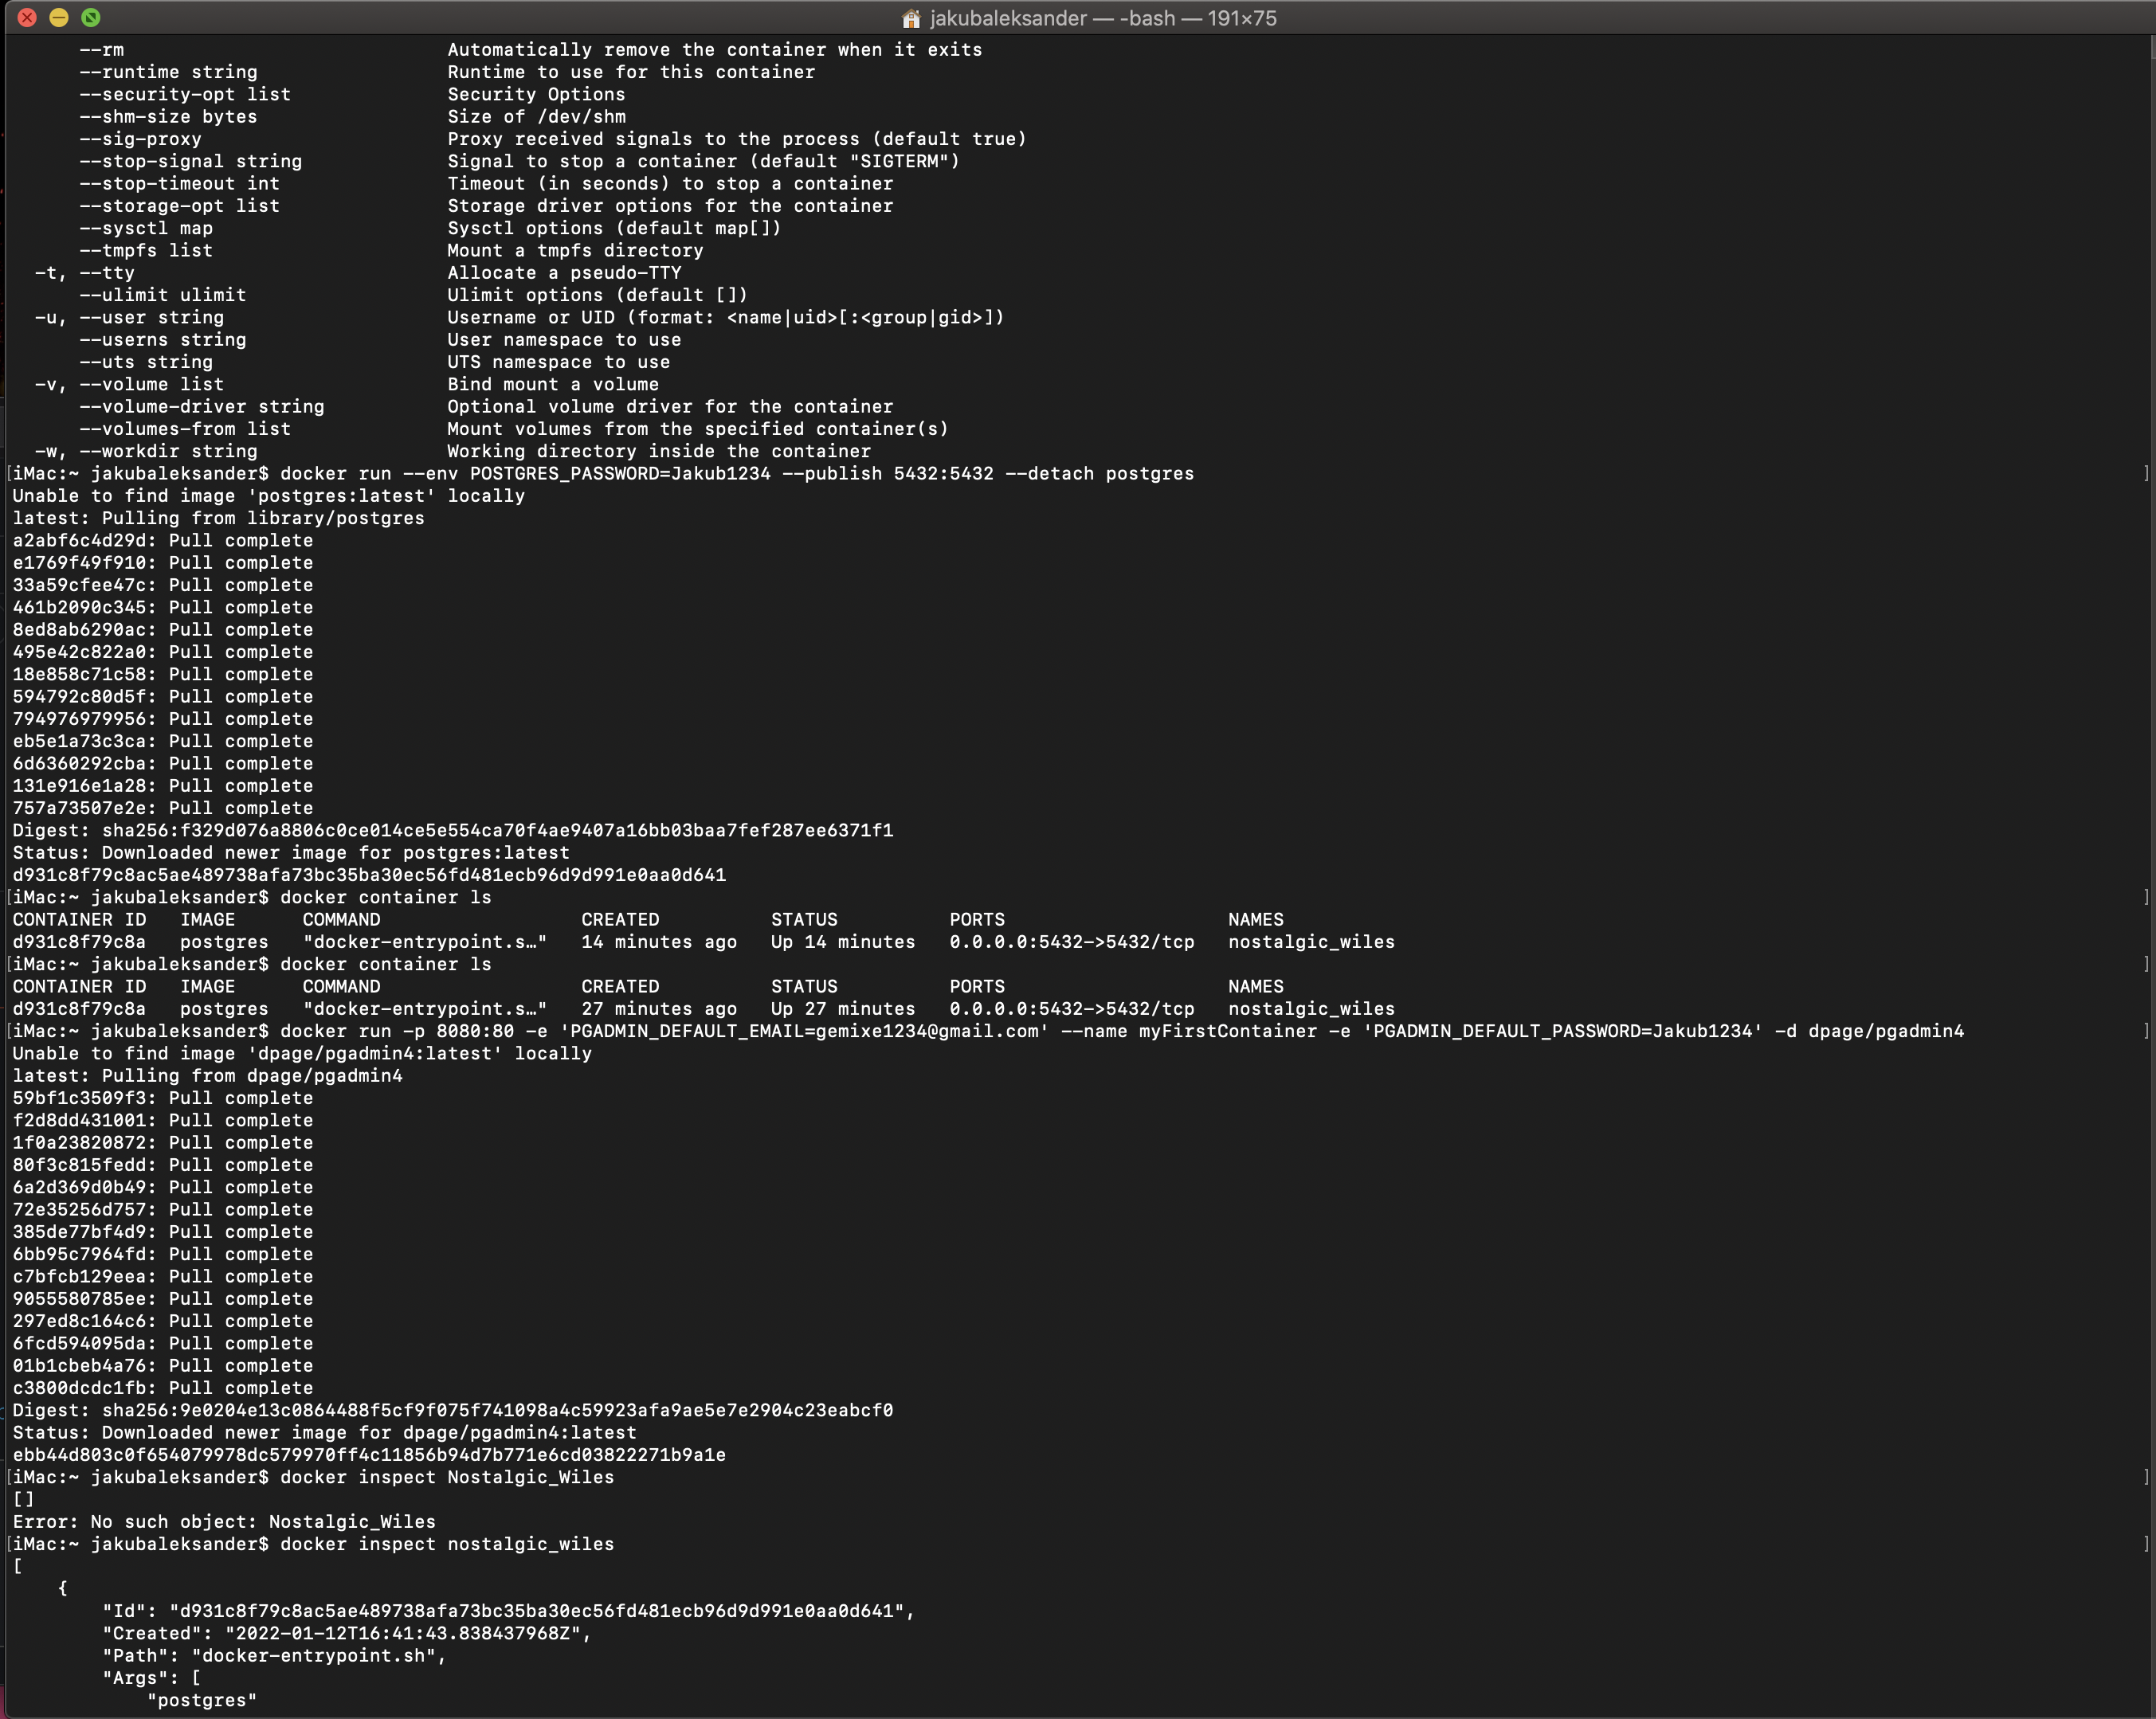 jakubaleksander — -bash — 191×75
--rm Automatically remove the container when it exits
--runtime string Runtime to use for this container
--security-opt list Security Options
--shm-size bytes Size of /dev/shm
--sig-proxy Proxy received signals to the process (default true)
--stop-signal string Signal to stop a container (default "SIGTERM")
--stop-timeout int Timeout (in seconds) to stop a container
--storage-opt list Storage driver options for the container
--sysctl map Sysctl options (default map[])
--tmpfs list Mount a tmpfs directory
-t, --tty Allocate a pseudo-TTY
--ulimit ulimit Ulimit options (default [])
-u, --user string Username or UID (format: <name|uid>[:<group|gid>])
--userns string User namespace to use
--uts string UTS namespace to use
-v, --volume list Bind mount a volume
--volume-driver string Optional volume driver for the container
--volumes-from list Mount volumes from the specified container(s)
-w, --workdir string Working directory inside the container
[iMac:~ jakubaleksander$ docker run --env POSTGRES_PASSWORD=Jakub1234 --publish 5432:5432 --detach postgres ]
Unable to find image 'postgres:latest' locally
latest: Pulling from library/postgres
a2abf6c4d29d: Pull complete
e1769f49f910: Pull complete
33a59cfee47c: Pull complete
461b2090c345: Pull complete
8ed8ab6290ac: Pull complete
495e42c822a0: Pull complete
18e858c71c58: Pull complete
594792c80d5f: Pull complete
794976979956: Pull complete
eb5e1a73c3ca: Pull complete
6d6360292cba: Pull complete
131e916e1a28: Pull complete
757a73507e2e: Pull complete
Digest: sha256:f329d076a8806c0ce014ce5e554ca70f4ae9407a16bb03baa7fef287ee6371f1
Status: Downloaded newer image for postgres:latest
d931c8f79c8ac5ae489738afa73bc35ba30ec56fd481ecb96d9d991e0aa0d641
[iMac:~ jakubaleksander$ docker container ls ]
CONTAINER ID IMAGE COMMAND CREATED STATUS PORTS NAMES
d931c8f79c8a postgres "docker-entrypoint.s…" 14 minutes ago Up 14 minutes 0.0.0.0:5432->5432/tcp nostalgic_wiles
[iMac:~ jakubaleksander$ docker container ls ]
CONTAINER ID IMAGE COMMAND CREATED STATUS PORTS NAMES
d931c8f79c8a postgres "docker-entrypoint.s…" 27 minutes ago Up 27 minutes 0.0.0.0:5432->5432/tcp nostalgic_wiles
[iMac:~ jakubaleksander$ docker run -p 8080:80 -e 'PGADMIN_DEFAULT_EMAIL=gemixe1234@gmail.com' --name myFirstContainer -e 'PGADMIN_DEFAULT_PASSWORD=Jakub1234' -d dpage/pgadmin4 ]
Unable to find image 'dpage/pgadmin4:latest' locally
latest: Pulling from dpage/pgadmin4
59bf1c3509f3: Pull complete
f2d8dd431001: Pull complete
1f0a23820872: Pull complete
80f3c815fedd: Pull complete
6a2d369d0b49: Pull complete
72e35256d757: Pull complete
385de77bf4d9: Pull complete
6bb95c7964fd: Pull complete
c7bfcb129eea: Pull complete
9055580785ee: Pull complete
297ed8c164c6: Pull complete
6fcd594095da: Pull complete
01b1cbeb4a76: Pull complete
c3800dcdc1fb: Pull complete
Digest: sha256:9e0204e13c0864488f5cf9f075f741098a4c59923afa9ae5e7e2904c23eabcf0
Status: Downloaded newer image for dpage/pgadmin4:latest
ebb44d803c0f654079978dc579970ff4c11856b94d7b771e6cd03822271b9a1e
[iMac:~ jakubaleksander$ docker inspect Nostalgic_Wiles ]
[]
Error: No such object: Nostalgic_Wiles
[iMac:~ jakubaleksander$ docker inspect nostalgic_wiles ]
[
{
"Id": "d931c8f79c8ac5ae489738afa73bc35ba30ec56fd481ecb96d9d991e0aa0d641",
"Created": "2022-01-12T16:41:43.838437968Z",
"Path": "docker-entrypoint.sh",
"Args": [
"postgres"